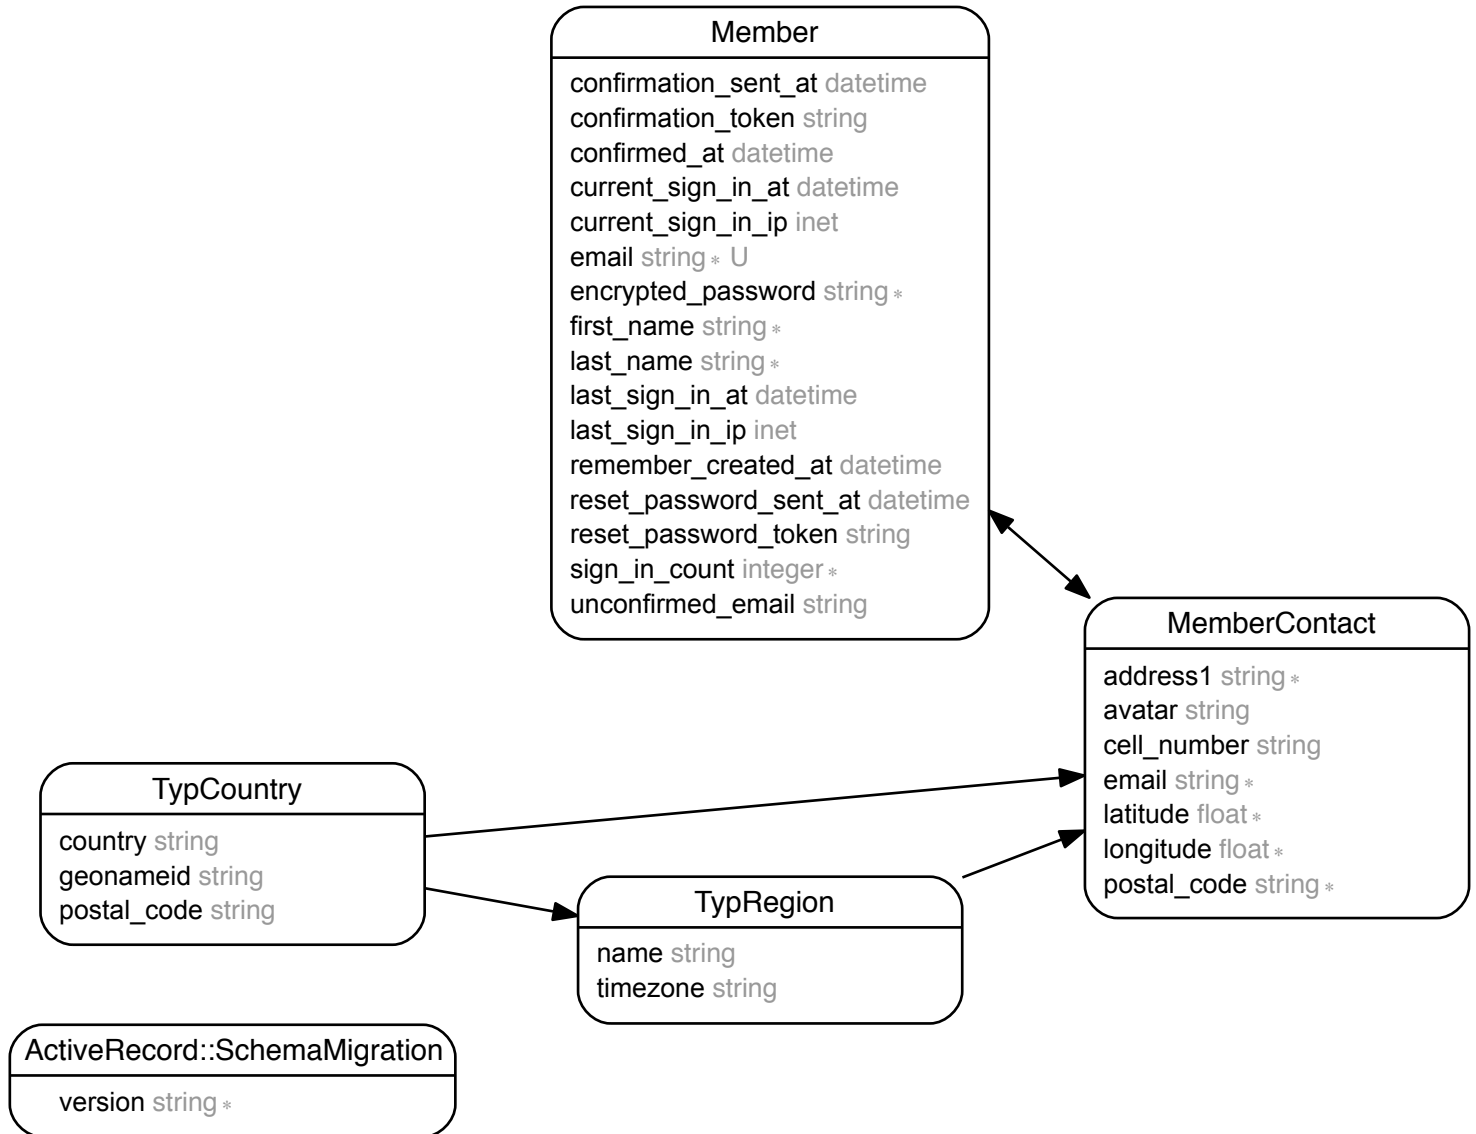 Member
confirmation_sent_at datetime
confirmation_token string
confirmed_at datetime
current_sign_in_at datetime
current_sign_in_ip inet
email string * U
encrypted_password string *
first_name string *
last_name string *
last_sign_in_at datetime
last_sign_in_ip inet
remember_created_at datetime
reset_password_sent_at datetime
reset_password_token string
sign_in_count integer *
unconfirmed_email string
MemberContact
address1 string *
avatar string
cell_number string
email string *
latitude float *
longitude float *
postal_code string *
TypCountry
country string
geonameid string
postal_code string
TypRegion
name string
timezone string
ActiveRecord::SchemaMigration
version string *